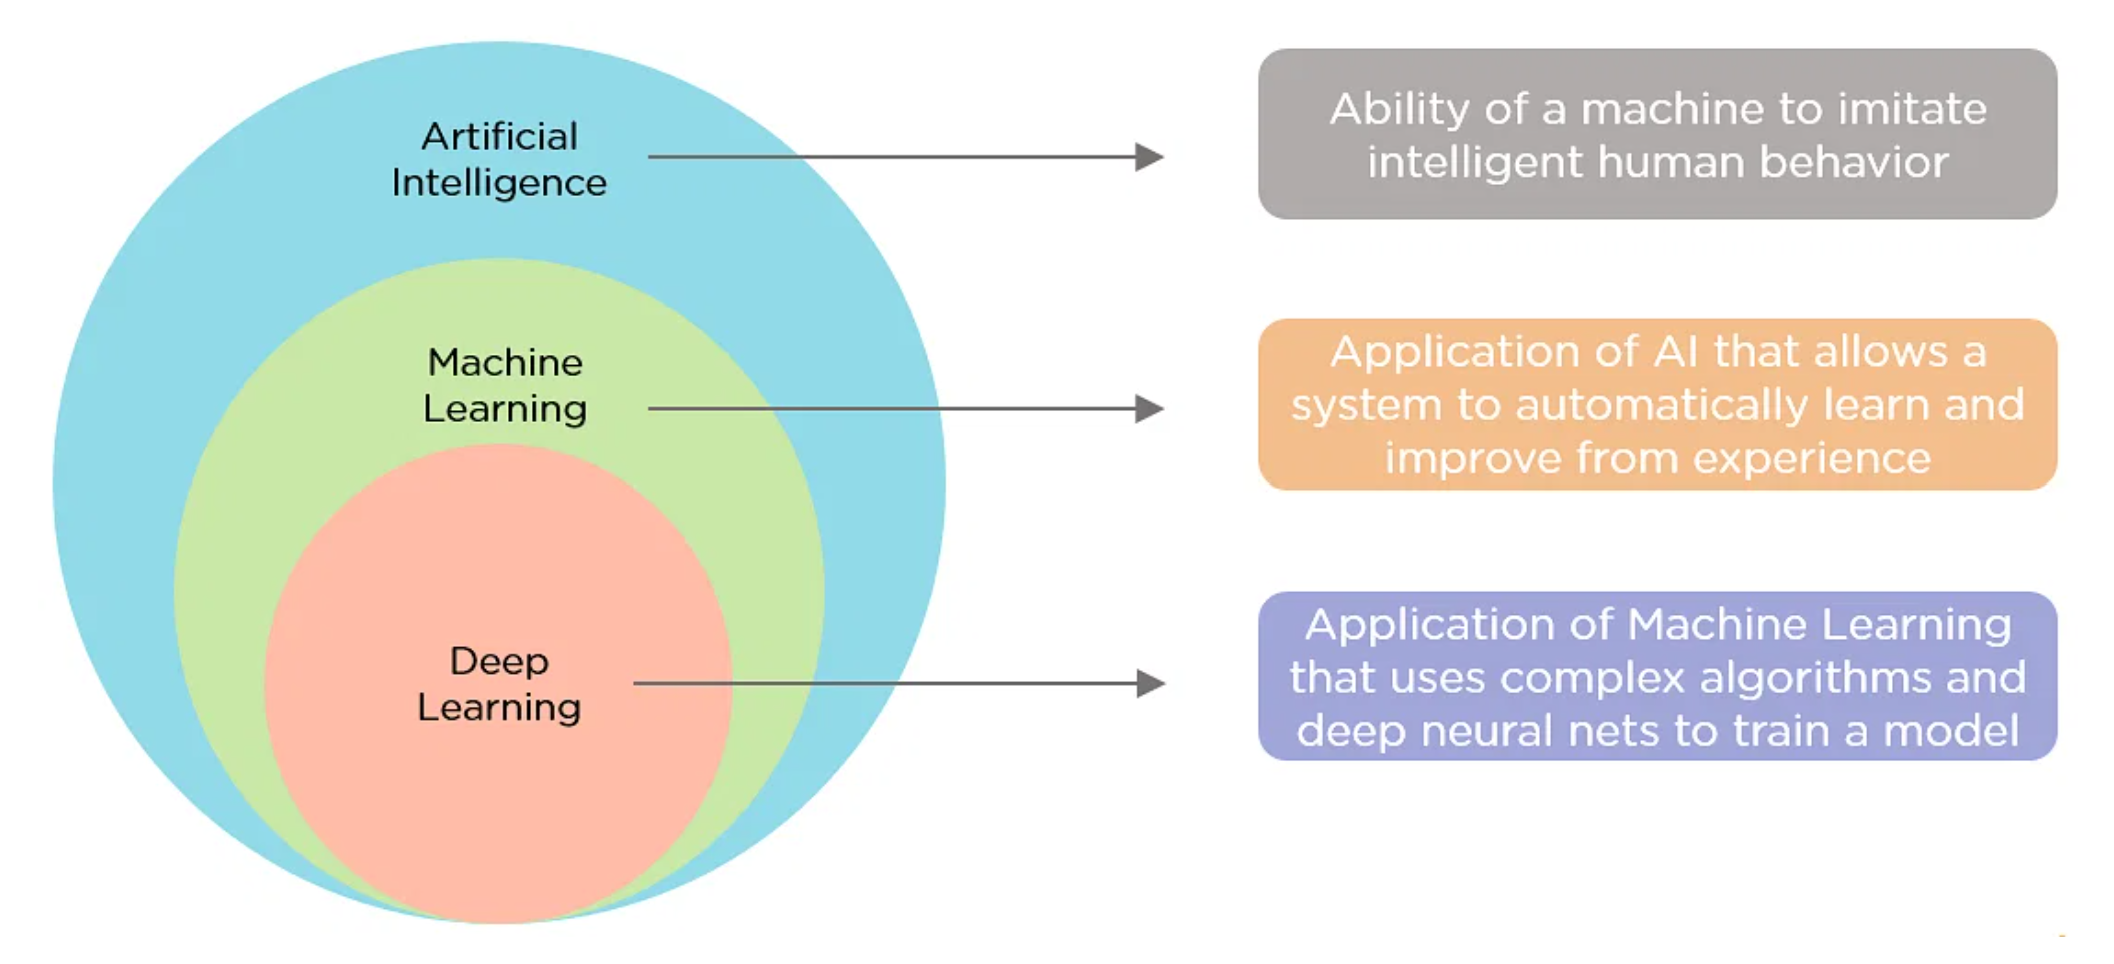 Artificial
Intelligence
Ability of a machine to imitate
intelligent human behavior
Machine
Learning
Application of AI that allows a
system to automatically learn and
improve from experience
Deep
Learning
Application of Machine Learning
that uses complex algorithms and
deep neural nets to train a model